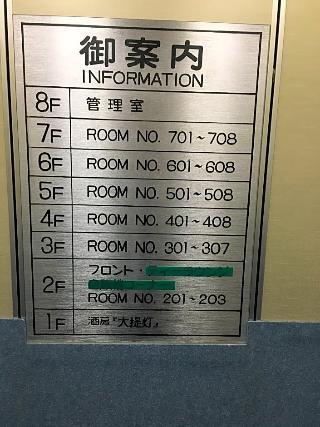 御案内
INFORMATION
8F 管理室
7F ROOM NO. 701~708
6F ROOM NO. 601~608
5F ROOM NO. 501~508
4F ROOM NO. 401~408
3F ROOM NO. 301~307
2F フロント・
ROOM NO. 201~203
1F 酒房『大提灯』